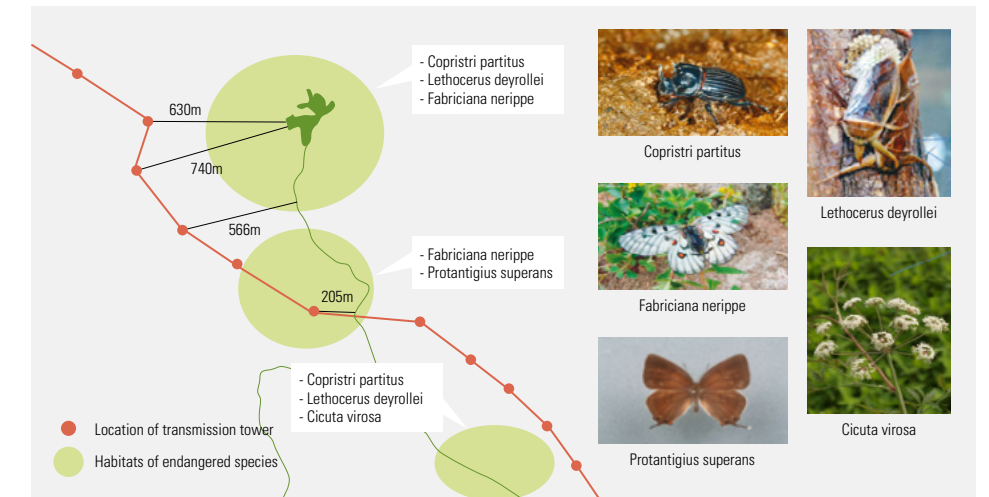 - Copristri partitus
- Lethocerus deyrollei
- Fabriciana nerippe
630m
740m
566m
- Fabriciana nerippe
- Protantigius superans
205m
- Copristri partitus
- Lethocerus deyrollei
- Cicuta virosa
Location of transmission tower
Habitats of endangered species
Copristri partitus
Lethocerus deyrollei
Fabriciana nerippe
Protantigius superans
Cicuta virosa